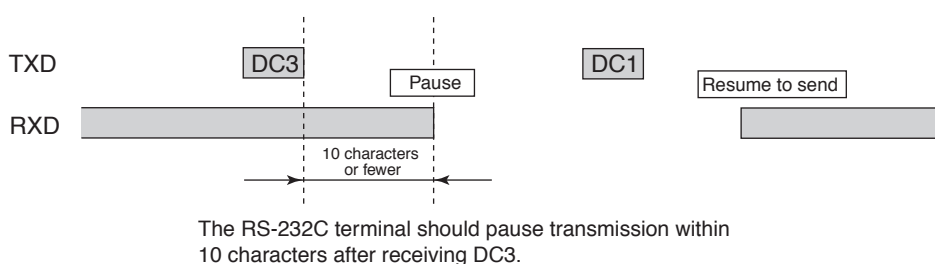 TXD
DC3
DC1
Pause
Resume to send
RXD
10 characters
or fewer
The RS-232C terminal should pause transmission within
10 characters after receiving DC3.